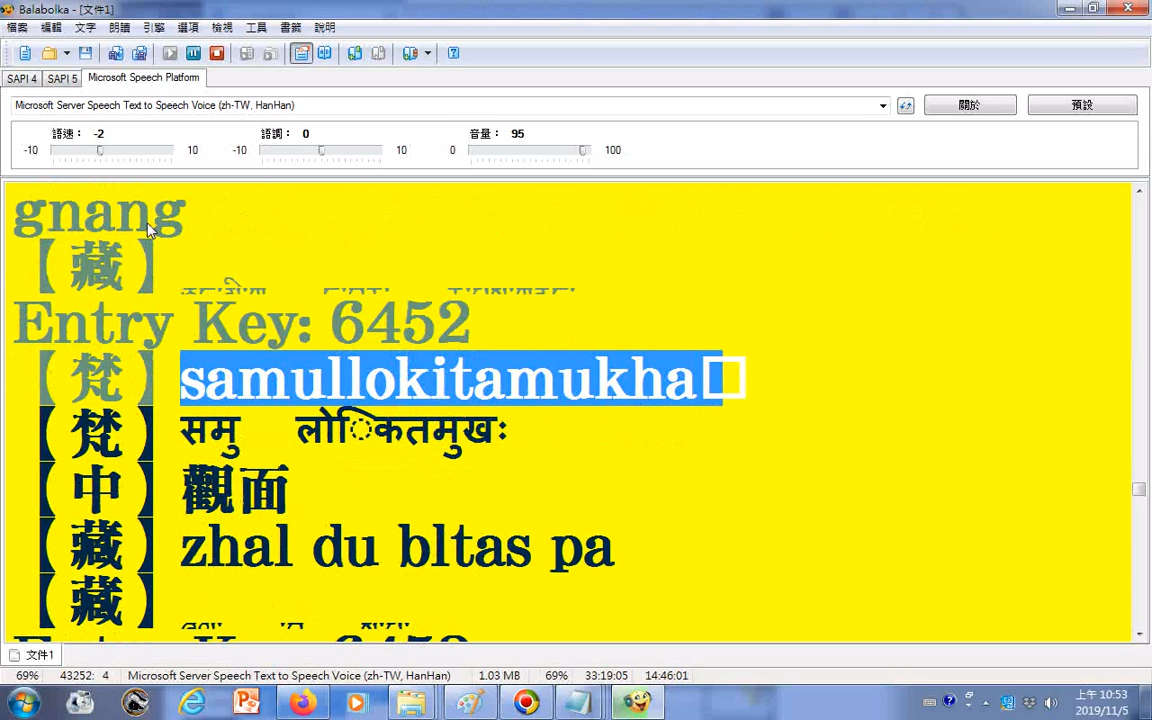 Balabolka - [文件1]
檔案 編輯 文字 朗讀 引擎 選項 檢視 工具 書籤 說明
SAPI 4 SAPI 5 Microsoft Speech Platform
Microsoft Server Speech Text to Speech Voice (zh-TW, HanHan) 關於 預設
語速： -2 語調： 0 音量： 95
-10 10 -10 10 0 100
gnang
【藏】
Entry Key: 6452
【梵】 samullokitamukha□
【梵】 समु लोिकतमुखः
【中】 觀面
【藏】 zhal du bltas pa
【藏】
Entry Key: 6453
文件1
69% 43252: 4 Microsoft Server Speech Text to Speech Voice (zh-TW, HanHan) 1.03 MB 69% 33:19:05 14:46:01
上午 10:53
2019/11/5